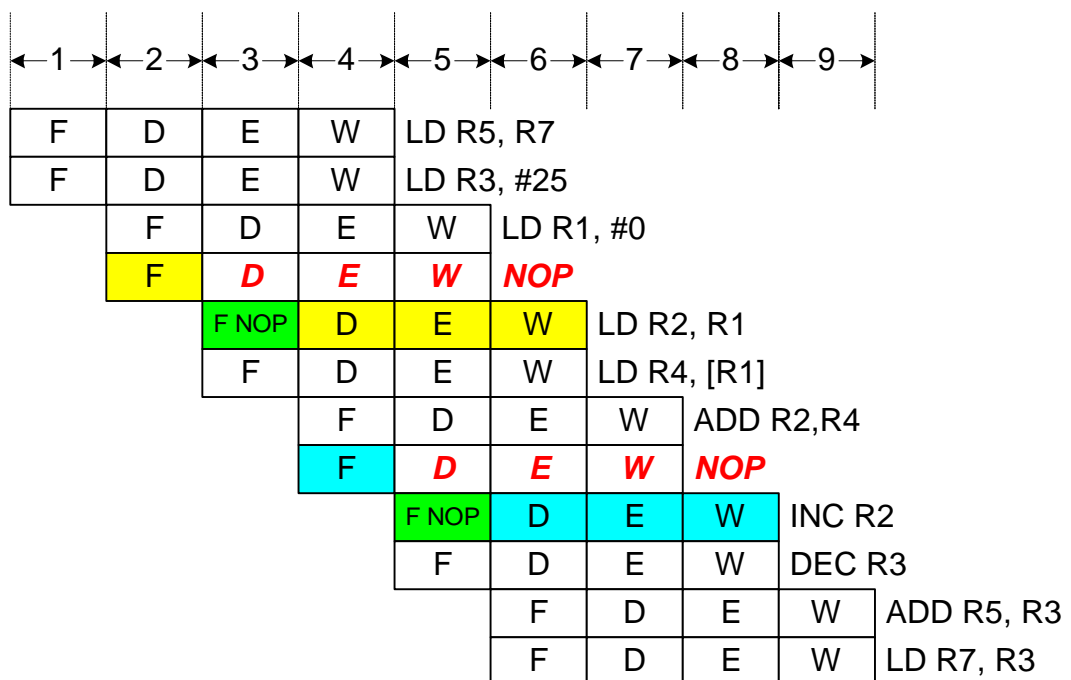 1 2 3 4 5 6 7 8 9
F D E W LD R5, R7
F D E W LD R3, #25
F D E W LD R1, #0
F D E W NOP
F NOP D E W LD R2, R1
F D E W LD R4, [R1]
F D E W ADD R2,R4
F D E W NOP
F NOP D E W INC R2
F D E W DEC R3
F D E W ADD R5, R3
F D E W LD R7, R3